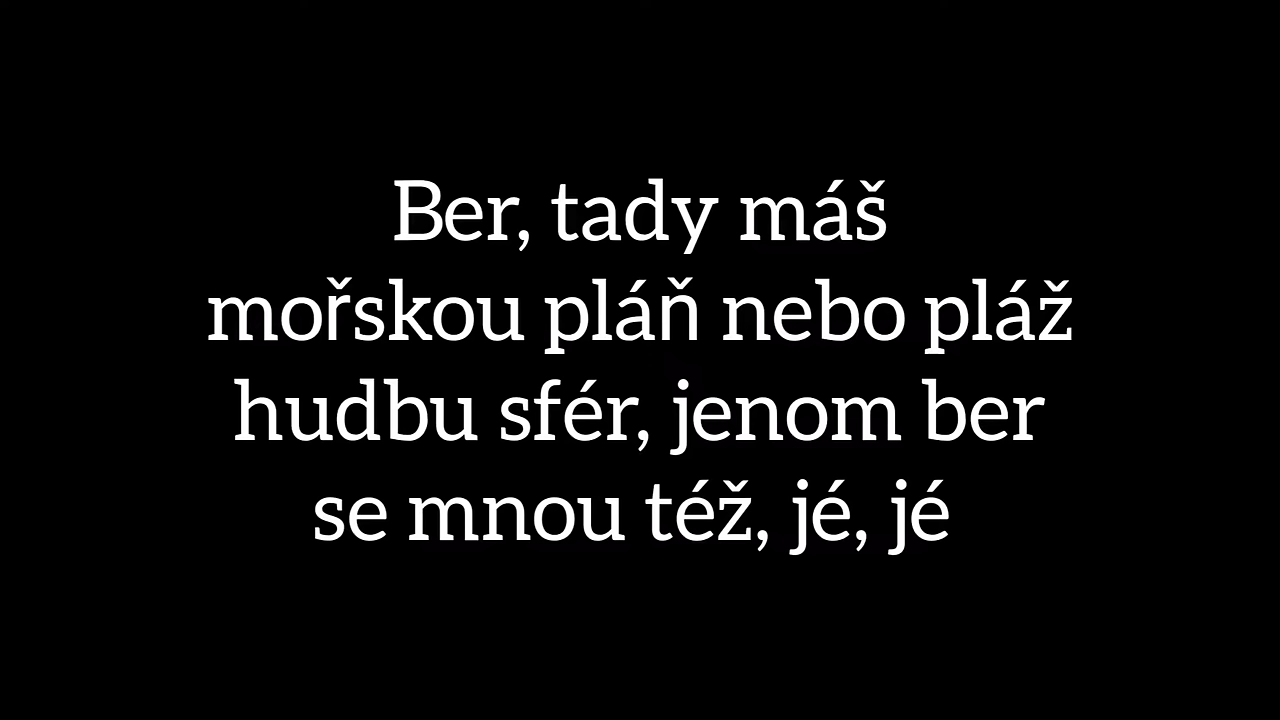 Ber, tady máš
mořskou pláň nebo pláž
hudbu sfér, jenom ber
se mnou též, jé, jé